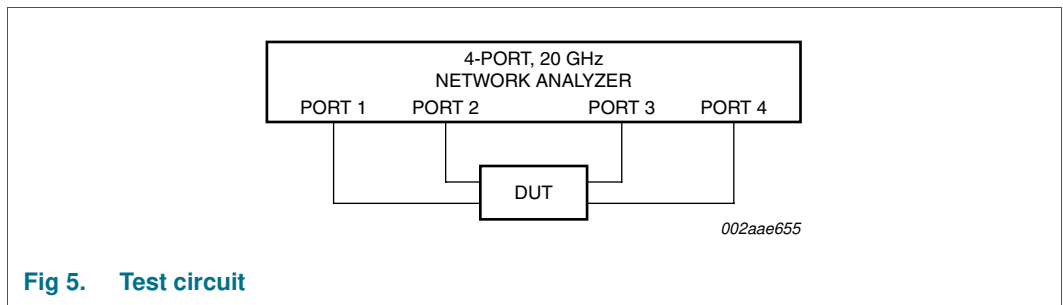 4-PORT, 20 GHz
NETWORK ANALYZER
PORT 1 PORT 2 PORT 3 PORT 4
DUT
002aae655
Fig 5. Test circuit